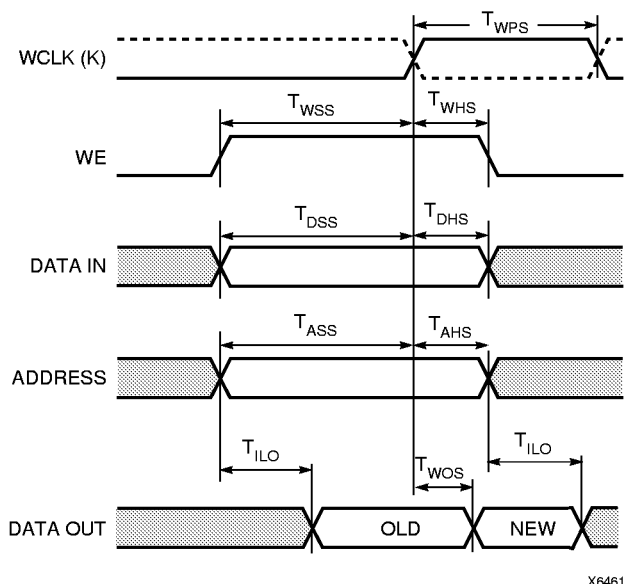 T_WPS
WCLK (K)
T_WSS T_WHS
WE
T_DSS T_DHS
DATA IN
T_ASS T_AHS
ADDRESS
T_ILO T_WOS T_ILO
DATA OUT OLD NEW
X6461